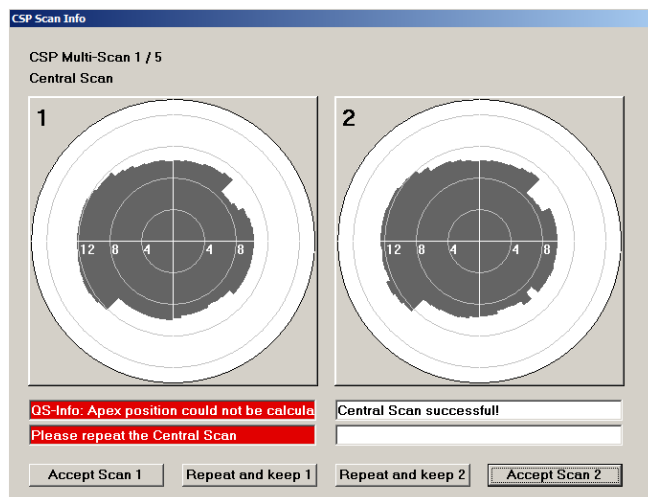 CSP Scan Info
CSP Multi-Scan 1 / 5
Central Scan
1
12 8 4 4 8
2
12 8 4 4 8
QS-Info: Apex position could not be calcula
Please repeat the Central Scan
Central Scan successful!
Accept Scan 1
Repeat and keep 1
Repeat and keep 2
Accept Scan 2